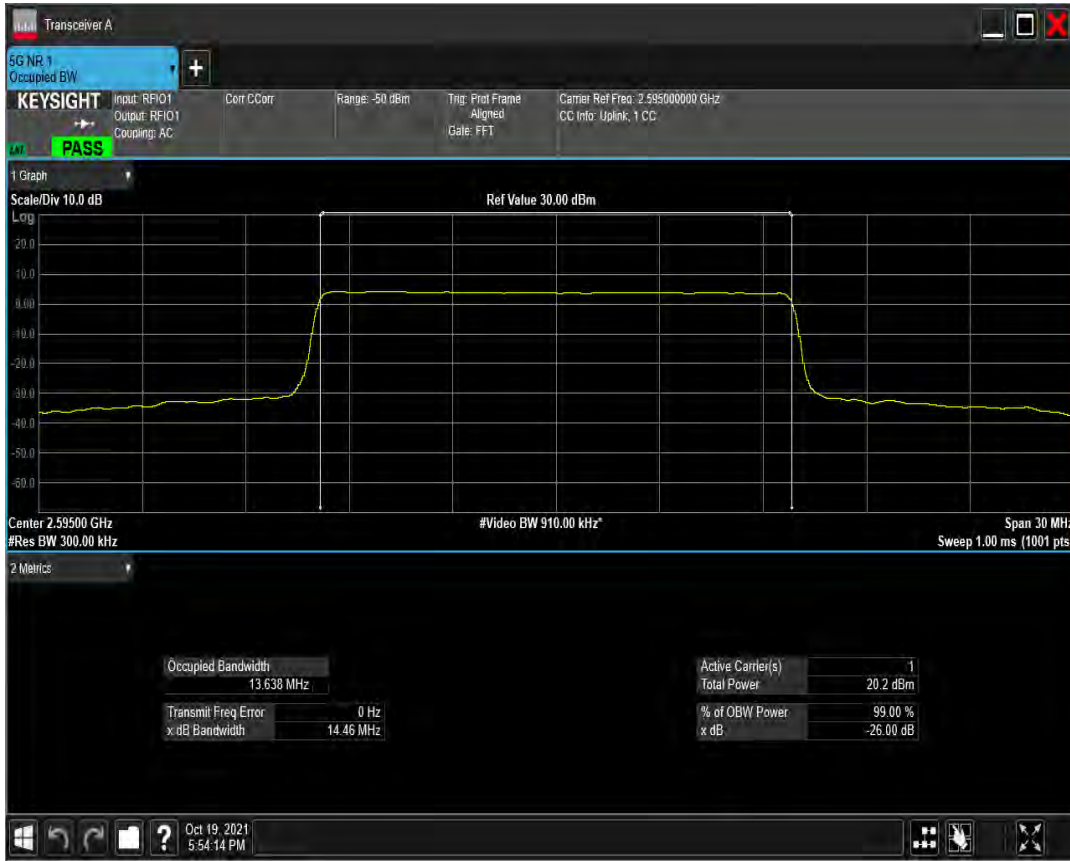 Transceiver A
5G NR 1
Occupied BW
+
KEYSIGHT
Input: RFIO1
Output: RFIO1
Coupling: AC
Corr CCorr
Range: -50 dBm
Trig: Prot Frame
Aligned
Gate: FFT
Carrier Ref Freq: 2.595000000 GHz
CC Info: Uplink, 1 CC
PASS
1 Graph
Scale/Div 10.0 dB
Ref Value 30.00 dBm
Log
20.0
10.0
0.00
-10.0
-20.0
-30.0
-40.0
-50.0
-60.0
Center 2.59500 GHz
#Video BW 910.00 kHz*
Span 30 MHz
#Res BW 300.00 kHz
Sweep 1.00 ms (1001 pts
2 Metrics
Occupied Bandwidth
13.638 MHz
Transmit Freq Error 0 Hz
x dB Bandwidth 14.46 MHz
Active Carrier(s) 1
Total Power 20.2 dBm
% of OBW Power 99.00 %
x dB -26.00 dB
?
Oct 19, 2021
5:54:14 PM